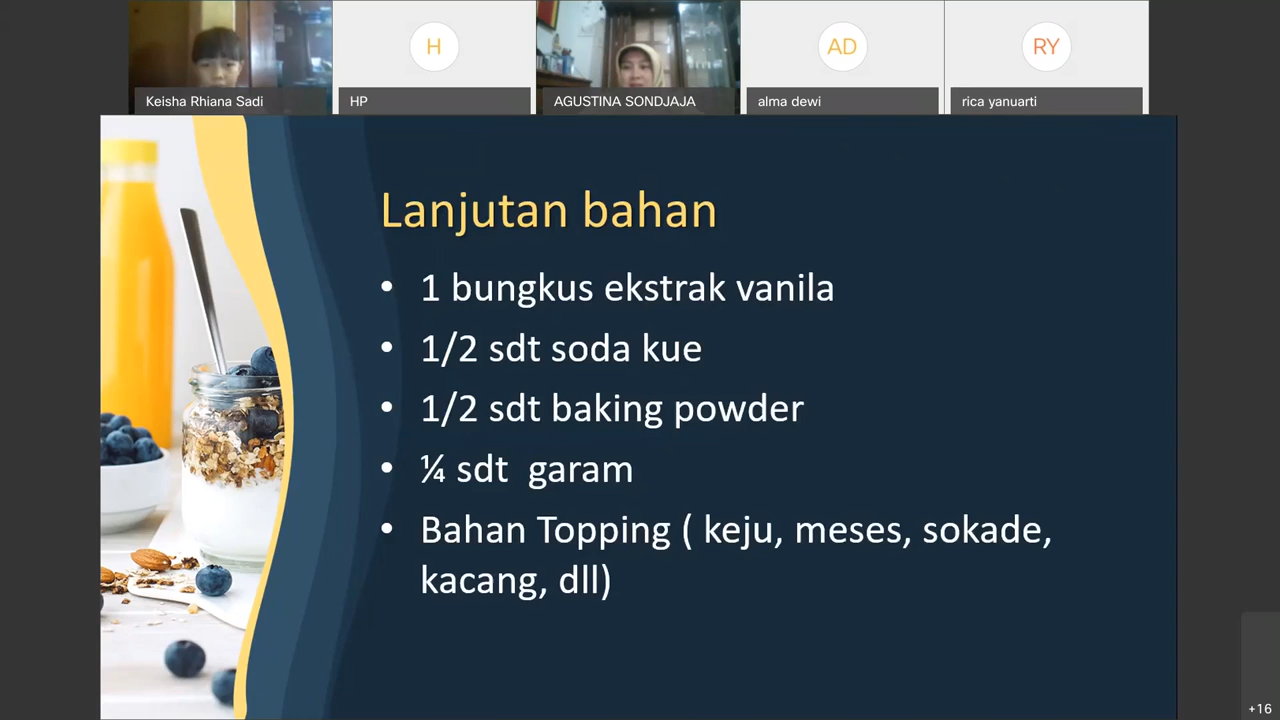 H
AD
RY
Keisha Rhiana Sadi
HP
AGUSTINA SONDJAJA
alma dewi
rica yanuarti
Lanjutan bahan
• 1 bungkus ekstrak vanila
• 1/2 sdt soda kue
• 1/2 sdt baking powder
• ¼ sdt  garam
• Bahan Topping ( keju, meses, sokade,
kacang, dll)
+16